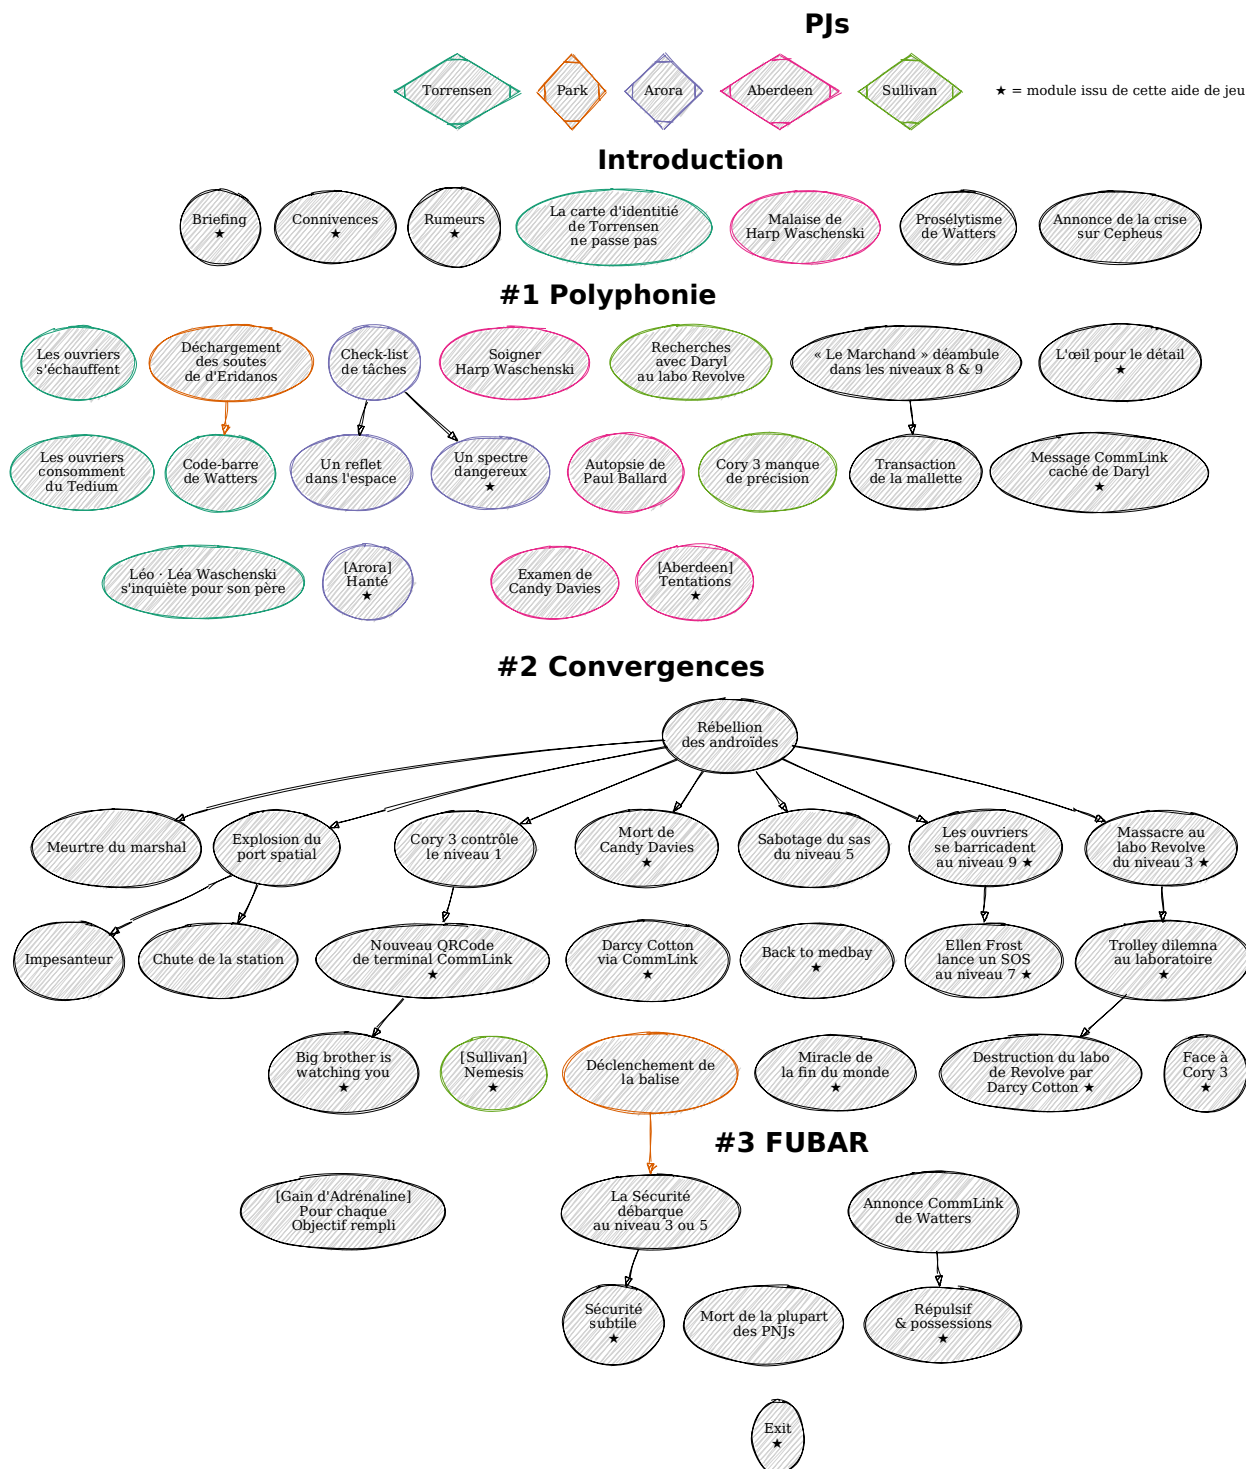 PJs
Torrensen
Park
Arora
Aberdeen
Sullivan
★ = module issu de cette aide de jeu
Introduction
Briefing
★
Connivences
★
Rumeurs
★
La carte d'identitié
de Torrensen
ne passe pas
Malaise de
Harp Waschenski
Prosélytisme
de Watters
Annonce de la crise
sur Cepheus
#1 Polyphonie
Les ouvriers
s'échauffent
Déchargement
des soutes
de d'Eridanos
Check-list
de tâches
Soigner
Harp Waschenski
Recherches
avec Daryl
au labo Revolve
« Le Marchand » déambule
dans les niveaux 8 & 9
L'œil pour le détail
★
Les ouvriers
consomment
du Tedium
Code-barre
de Watters
Un reflet
dans l'espace
Un spectre
dangereux
★
Autopsie de
Paul Ballard
Cory 3 manque
de précision
Transaction
de la mallette
Message CommLink
caché de Daryl
★
Léo · Léa Waschenski
s'inquiète pour son père
[Arora]
Hanté
★
Examen de
Candy Davies
[Aberdeen]
Tentations
★
#2 Convergences
Rébellion
des androïdes
Meurtre du marshal
Explosion du
port spatial
Cory 3 contrôle
le niveau 1
Mort de
Candy Davies
★
Sabotage du sas
du niveau 5
Les ouvriers
se barricadent
au niveau 9 ★
Massacre au
labo Revolve
du niveau 3 ★
Impesanteur
Chute de la station
Nouveau QRCode
de terminal CommLink
★
Darcy Cotton
via CommLink
★
Back to medbay
★
Ellen Frost
lance un SOS
au niveau 7 ★
Trolley dilemna
au laboratoire
★
Big brother is
watching you
★
[Sullivan]
Nemesis
★
Déclenchement de
la balise
Miracle de
la fin du monde
★
Destruction du labo
de Revolve par
Darcy Cotton ★
Face à
Cory 3
★
#3 FUBAR
[Gain d'Adrénaline]
Pour chaque
Objectif rempli
La Sécurité
débarque
au niveau 3 ou 5
Annonce CommLink
de Watters
Sécurité
subtile
★
Mort de la plupart
des PNJs
Répulsif
& possessions
★
Exit
★